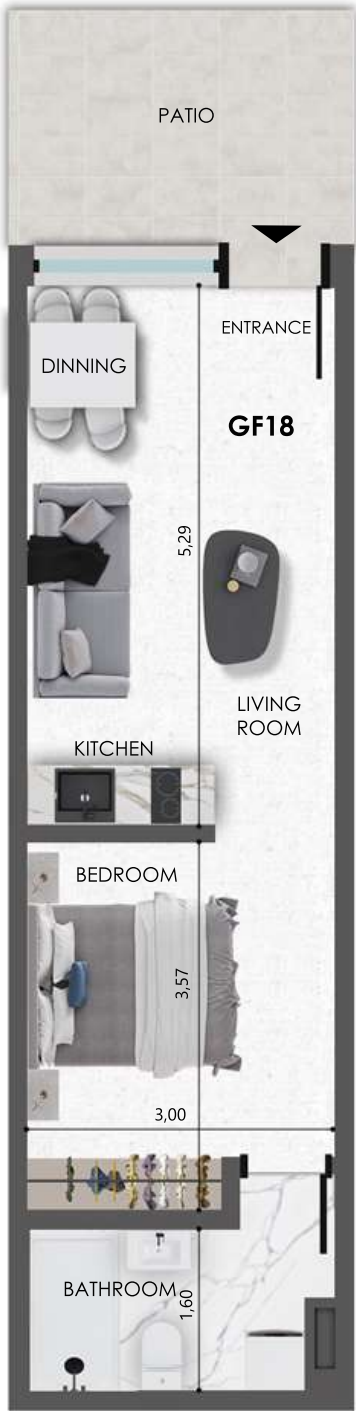 PATIO
ENTRANCE
DINNING
GF18
5,29
LIVING
ROOM
KITCHEN
BEDROOM
3,57
3,00
BATHROOM
1,60